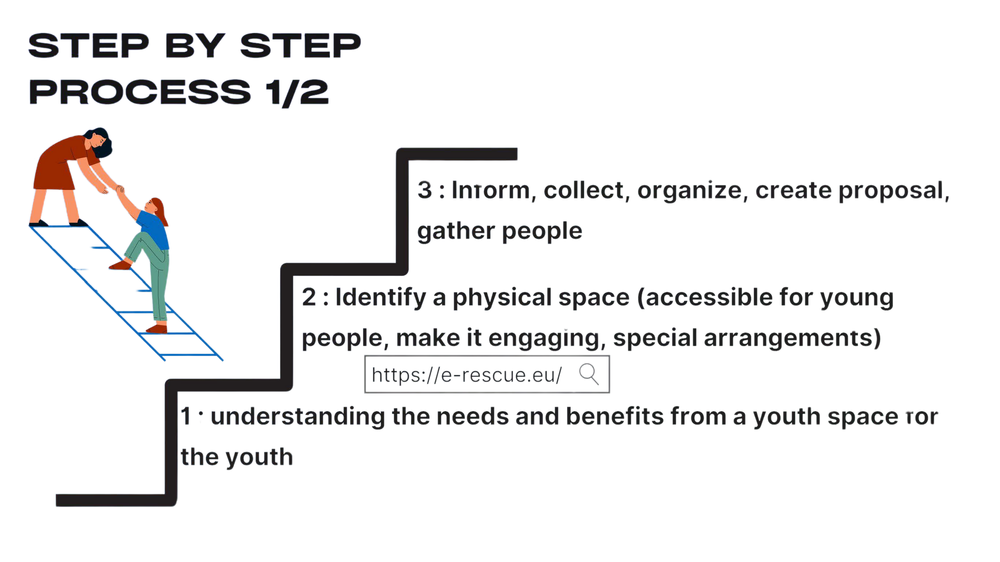 STEP BY STEP
PROCESS 1/2
3 : Inform, collect, organize, create proposal,
gather people
2 : Identify a physical space (accessible for young
people, make it engaging, special arrangements)
https://e-rescue.eu/
1 : understanding the needs and benefits from a youth space for
the youth